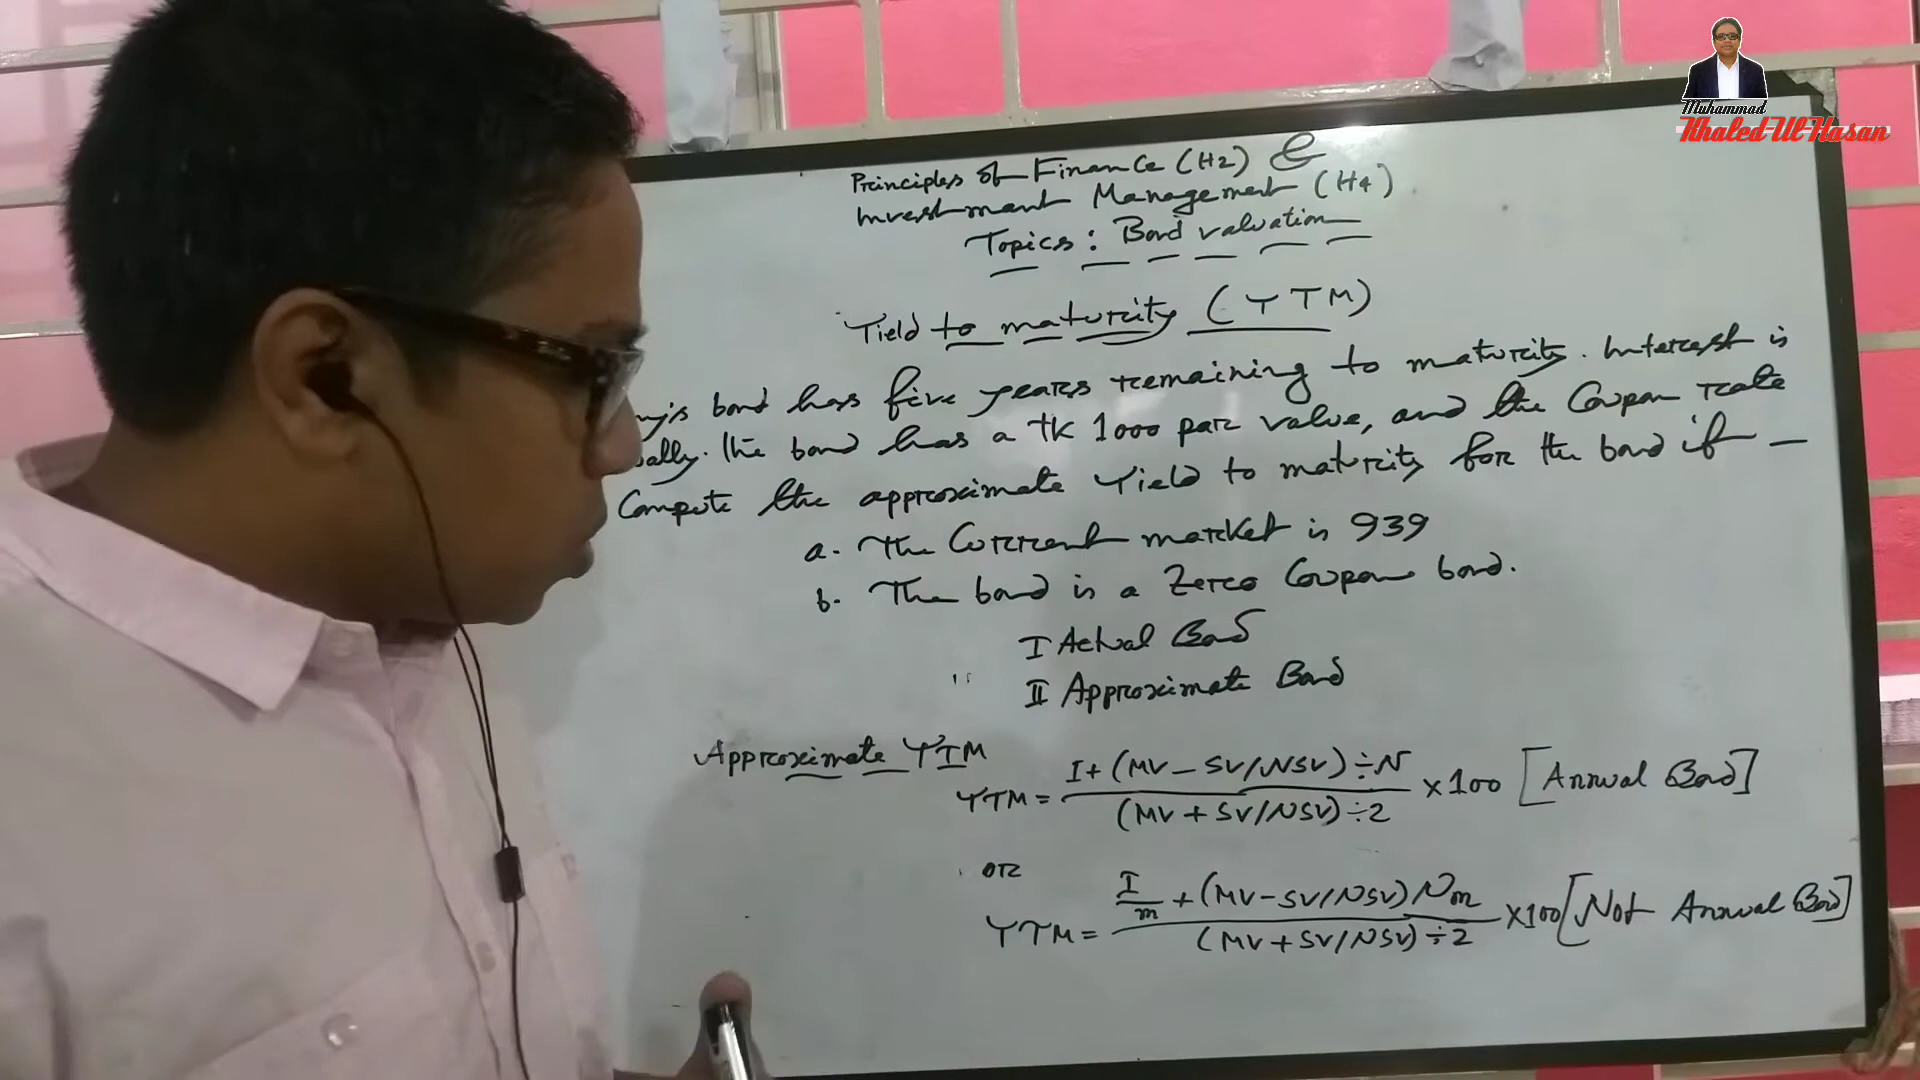 Muhammad
Khaled-Ul-Hasan
Principles of Finance (H2) &
Investment Management (H4)
Topics: Bond valuation
Yield to maturity (YTM)
bond has five years remaining to maturity. Interest is
The bond has a TK 1000 par value, and the Coupon rate
Compute the approximate Yield to maturity for the bond if —
a. The Current market is 939
b. The bond is a Zero Coupon bond.
I Actual Bond
II Approximate Bond
Approximate YTM
YTM = I + (MV - SV/NSV) ÷ N / (MV + SV/NSV) ÷ 2 × 100 [Annual Bond]
OR
YTM = I/m + (MV - SV/NSV) Nm / (MV + SV/NSV) ÷ 2 × 100 [Not Annual Bond]